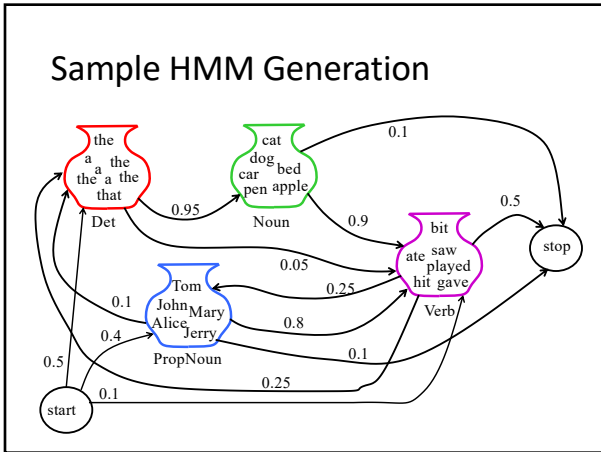 Sample HMM Generation
the
a
a
the
the
the
a
that
Det
cat
dog
car
bed
pen
apple
Noun
0.1
0.95
0.9
0.5
bit
ate
saw
played
hit
gave
Verb
stop
0.05
Tom
John
Mary
Alice
Jerry
PropNoun
0.25
0.1
0.4
0.8
0.5
0.1
0.25
0.1
start